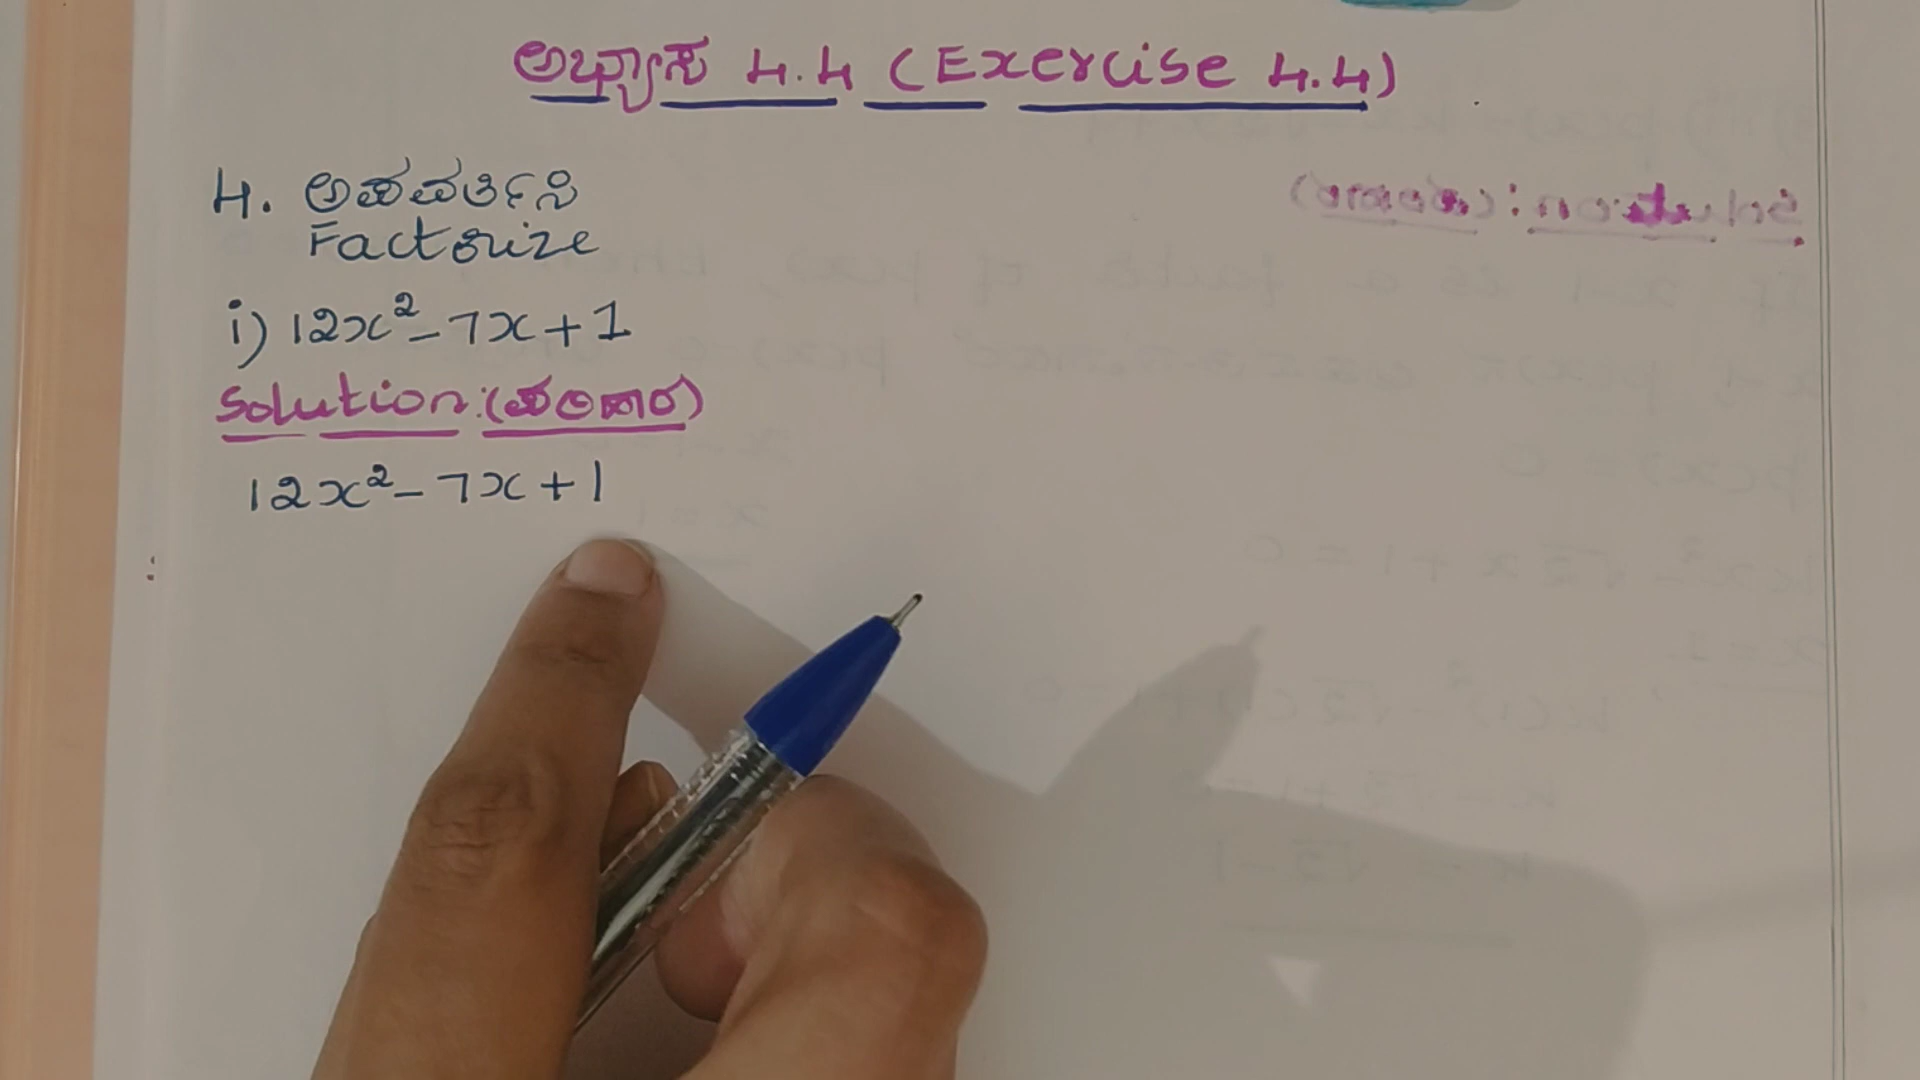 ಅಭ್ಯಾಸ 4.4 (Exercise 4.4)
4. ಅಪವರ್ತಿಸಿ
Factorize
i) 12x² - 7x + 1
Solution: (ಪರಿಹಾರ)
12x² - 7x + 1